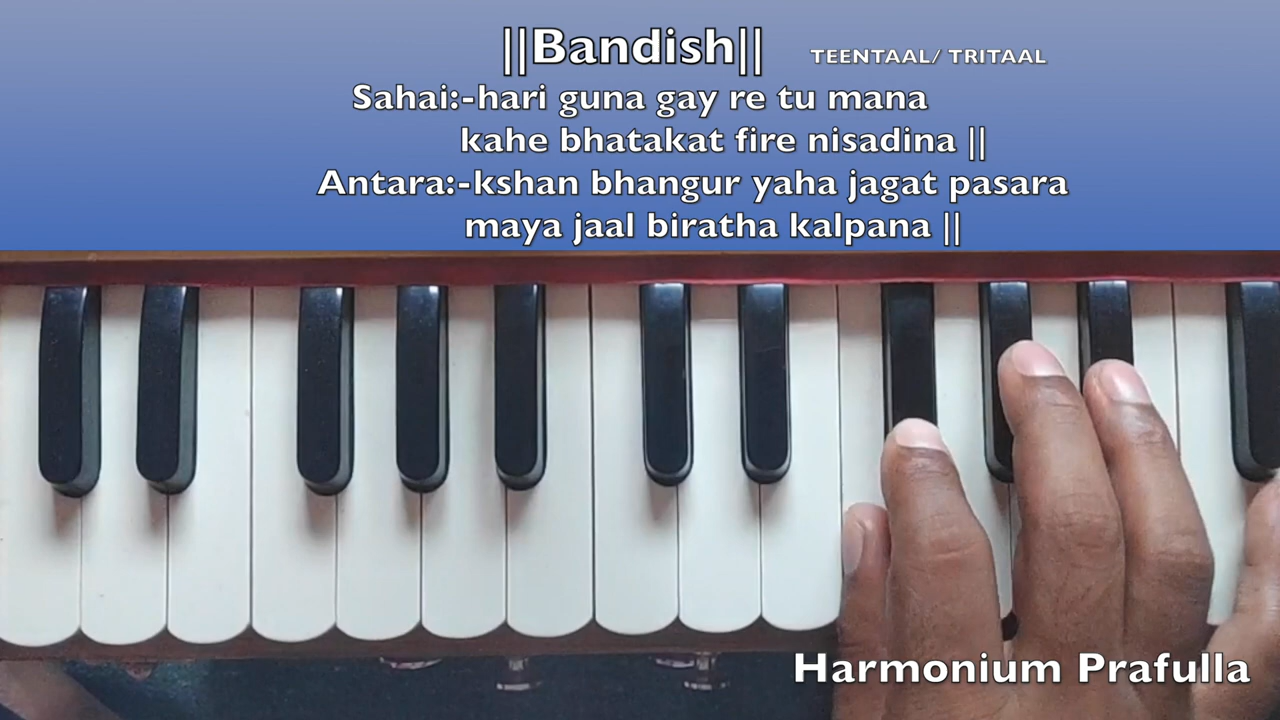 ||Bandish|| TEENTAAL/ TRITAAL
Sahai:-hari guna gay re tu mana
kahe bhatakat fire nisadina ||
Antara:-kshan bhangur yaha jagat pasara
maya jaal biratha kalpana ||
Harmonium Prafulla